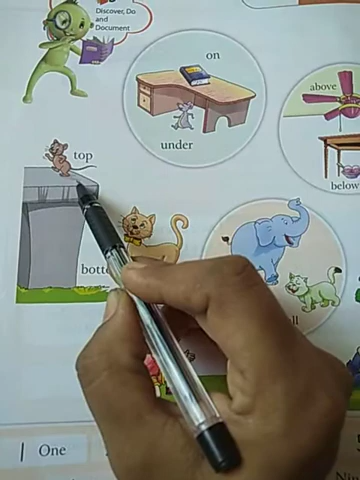 Discover, Do
and
Document
on
above
under
top
below
One